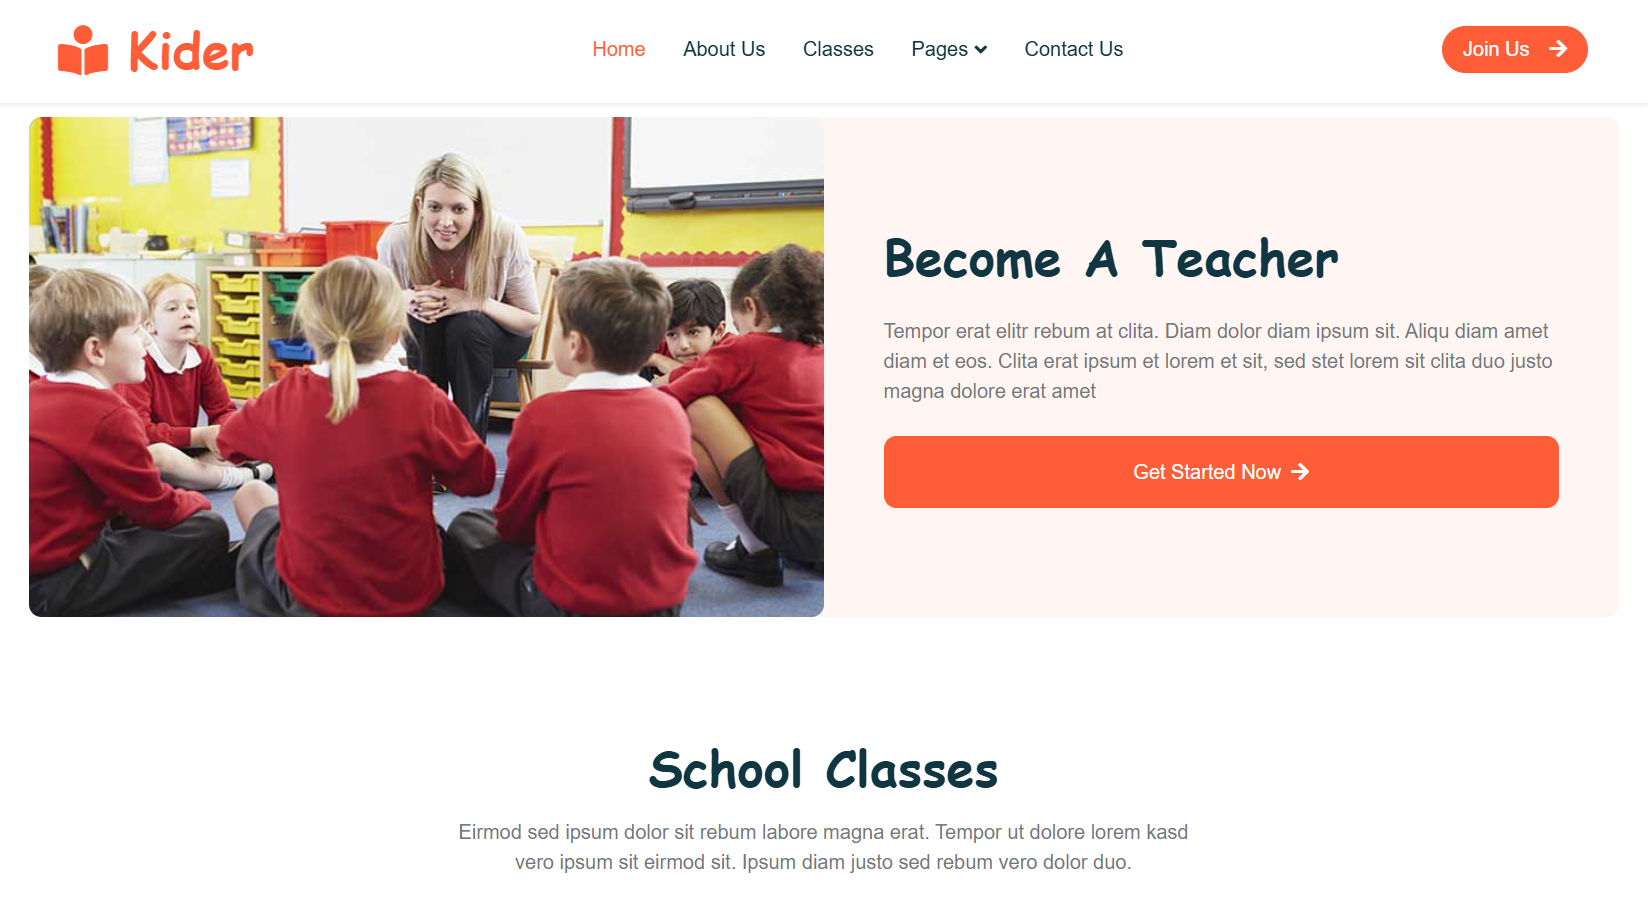 Kider
Home About Us Classes Pages Contact Us
Join Us
Become A Teacher
Tempor erat elitr rebum at clita. Diam dolor diam ipsum sit. Aliqu diam amet
diam et eos. Clita erat ipsum et lorem et sit, sed stet lorem sit clita duo justo
magna dolore erat amet
Get Started Now
School Classes
Eirmod sed ipsum dolor sit rebum labore magna erat. Tempor ut dolore lorem kasd
vero ipsum sit eirmod sit. Ipsum diam justo sed rebum vero dolor duo.